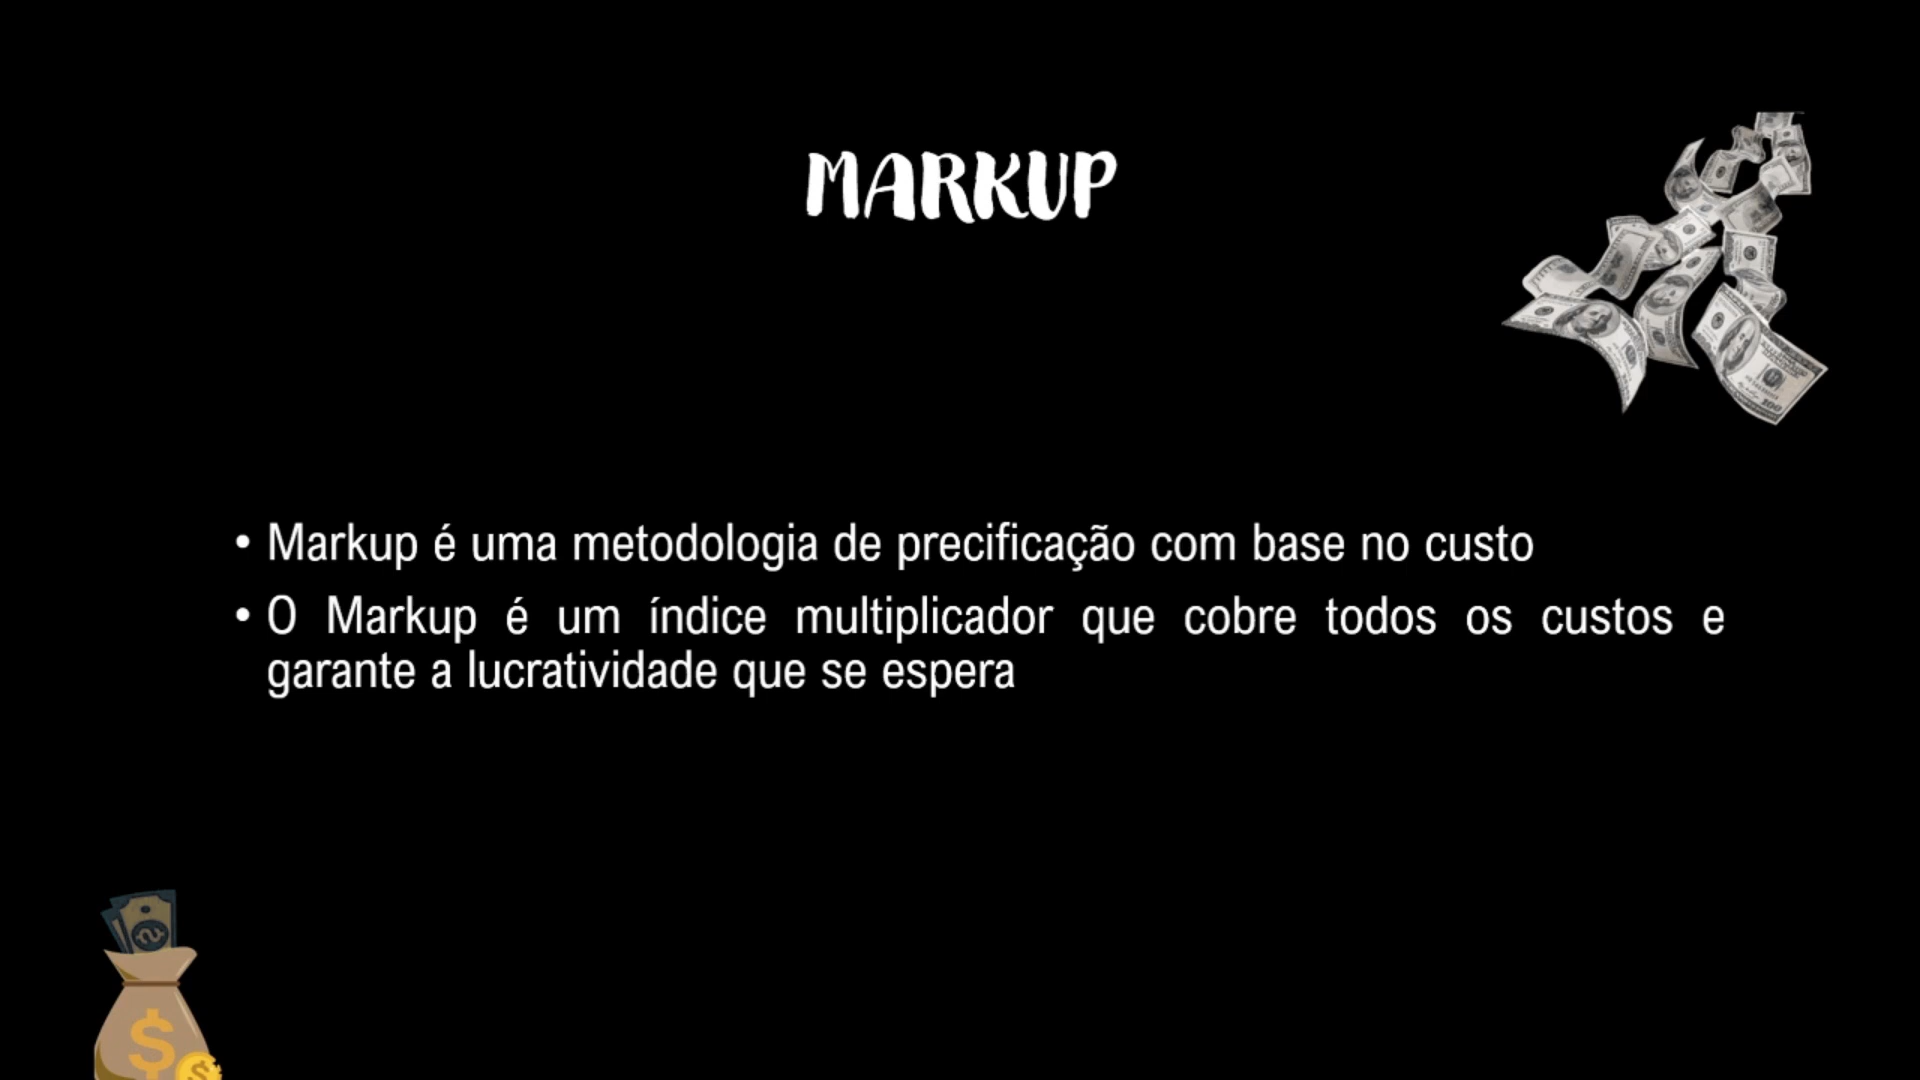 MARKUP
• Markup é uma metodologia de precificação com base no custo
• O Markup é um índice multiplicador que cobre todos os custos e
garante a lucratividade que se espera
100
$
$